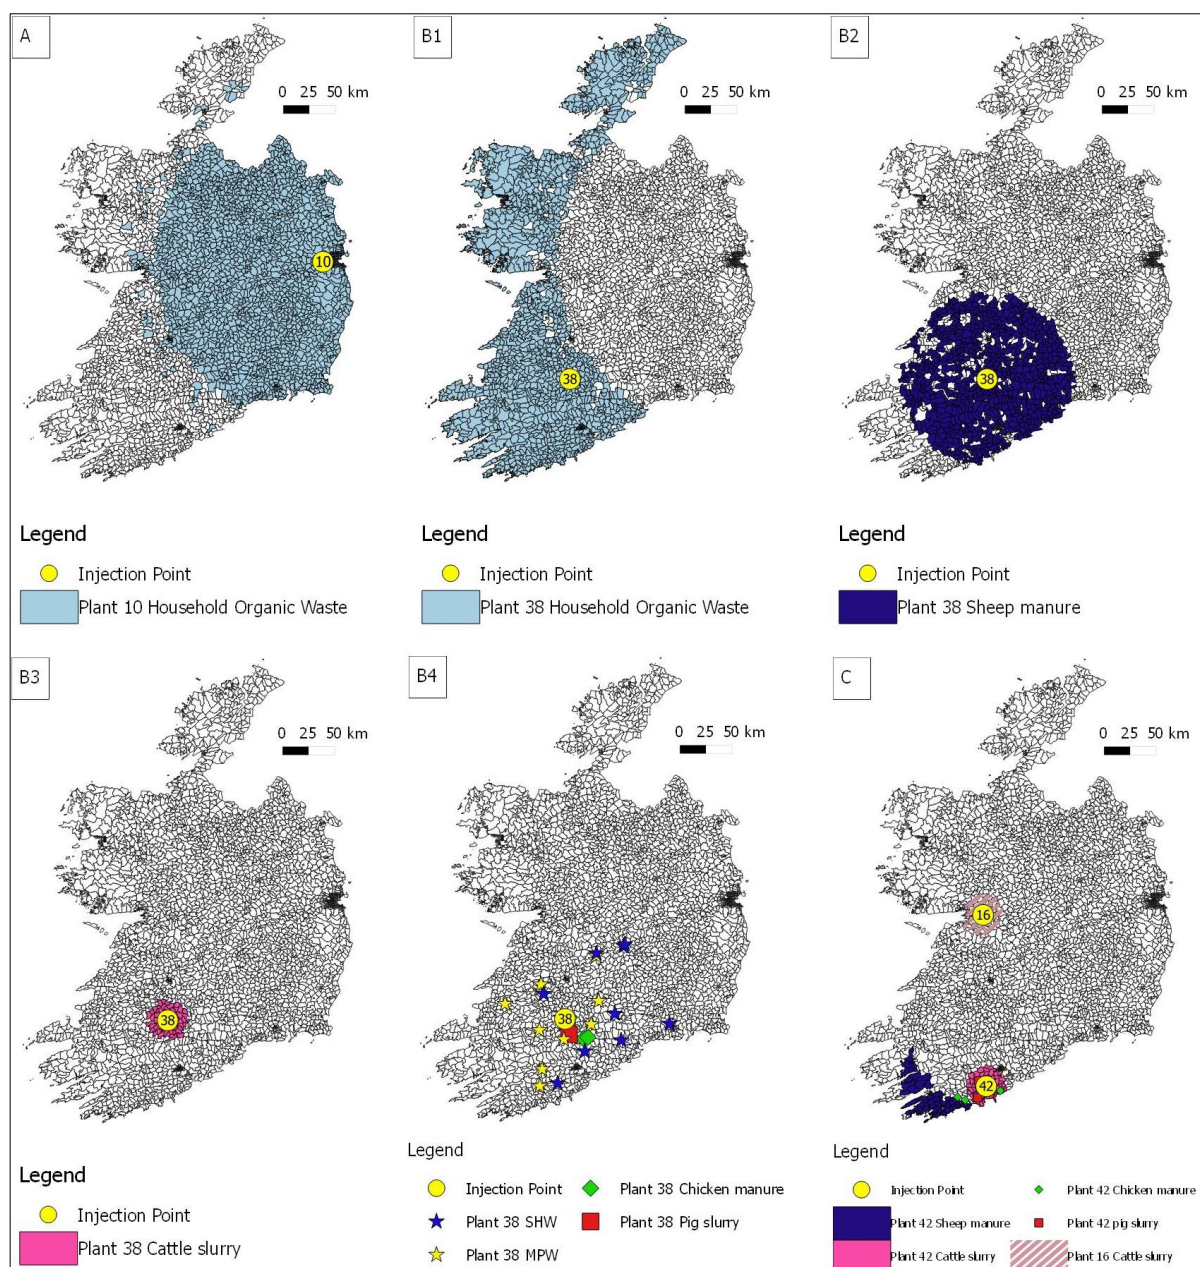 A
0 25 50 km
10
Legend
Injection Point
Plant 10 Household Organic Waste
B1
0 25 50 km
38
Legend
Injection Point
Plant 38 Household Organic Waste
B2
0 25 50 km
38
Legend
Injection Point
Plant 38 Sheep manure
B3
0 25 50 km
38
Legend
Injection Point
Plant 38 Cattle slurry
B4
0 25 50 km
38
Legend
Injection Point
Plant 38 SHW
Plant 38 MPW
Plant 38 Chicken manure
Plant 38 Pig slurry
C
0 25 50 km
16
42
Legend
Injection Point
Plant 42 Sheep manure
Plant 42 Cattle slurry
Plant 42 Chicken manure
Plant 42 pig slurry
Plant 16 Cattle slurry